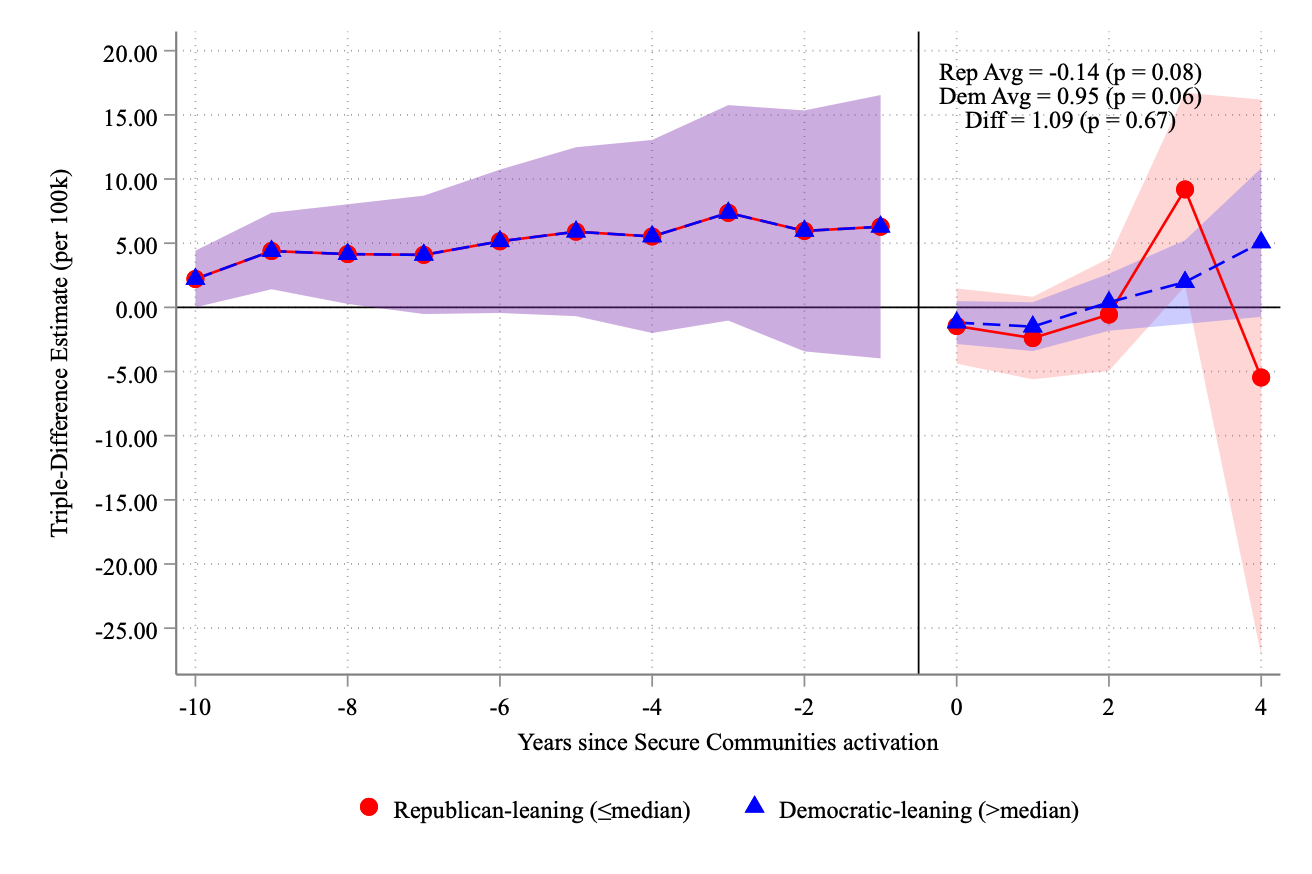 Rep Avg = -0.14 (p = 0.08)
Dem Avg = 0.95 (p = 0.06)
Diff = 1.09 (p = 0.67)
Triple-Difference Estimate (per 100k)
20.00
15.00
10.00
5.00
0.00
-5.00
-10.00
-15.00
-20.00
-25.00
-10 -8 -6 -4 -2 0 2 4
Years since Secure Communities activation
Republican-leaning (≤median) Democratic-leaning (>median)